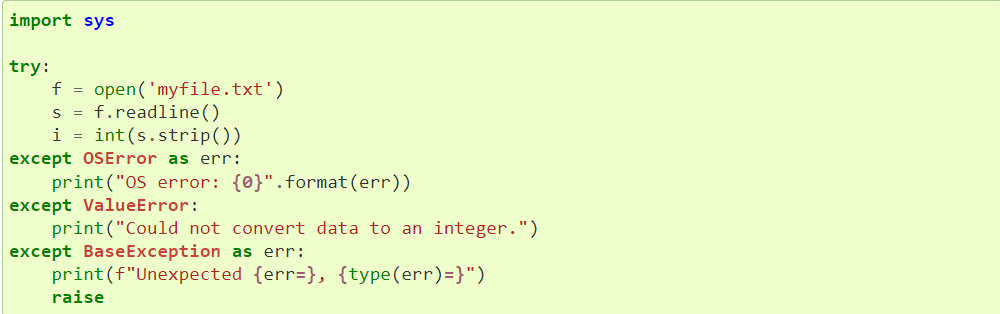 import sys

try:
    f = open('myfile.txt')
    s = f.readline()
    i = int(s.strip())
except OSError as err:
    print("OS error: {0}".format(err))
except ValueError:
    print("Could not convert data to an integer.")
except BaseException as err:
    print(f"Unexpected {err=}, {type(err)=}")
    raise